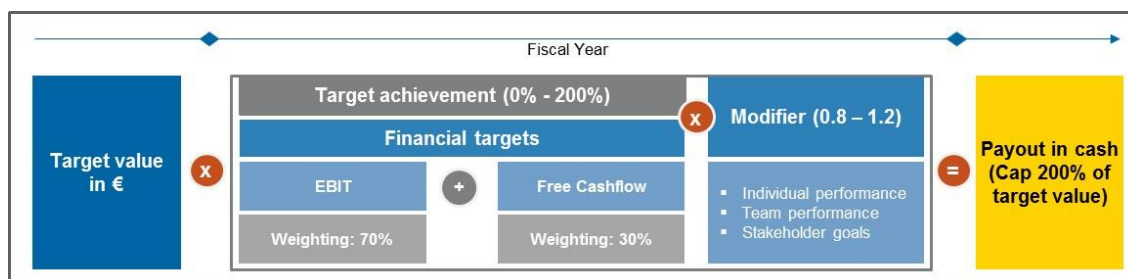 Fiscal Year
Target value
in €
x
Target achievement (0% - 200%)
Financial targets
EBIT
+
Free Cashflow
Weighting: 70%
Weighting: 30%
x
Modifier (0.8 – 1.2)
▪ Individual performance
▪ Team performance
▪ Stakeholder goals
=
Payout in cash
(Cap 200% of
target value)